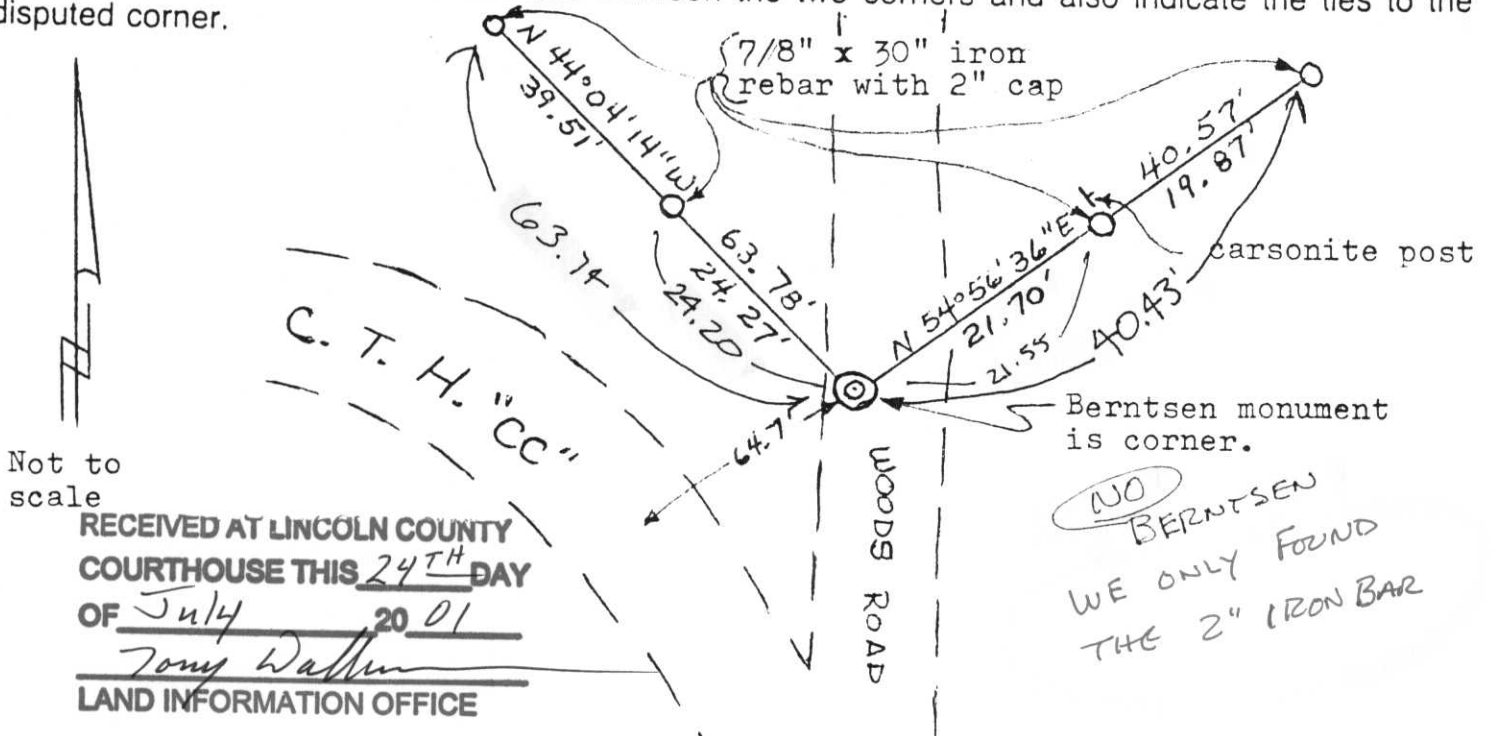 the two corners and also indicate the ties to the
disputed corner.
7/8" x 30" iron
rebar with 2" cap
N 44°04'14"W
39.51'
63.74
63.78'
24.27'
24.20
40.57'
19.87'
N 54°56'36"E
21.70'
21.55
40.43'
carsonite post
C. T. H. "CC"
64.7'
Berntsen monument
is corner.
WOODS ROAD
Not to
scale
NO
BERNTSEN
WE ONLY FOUND
THE 2" IRON BAR
RECEIVED AT LINCOLN COUNTY
COURTHOUSE THIS 24TH DAY
OF July 20 01
Tony
LAND INFORMATION OFFICE